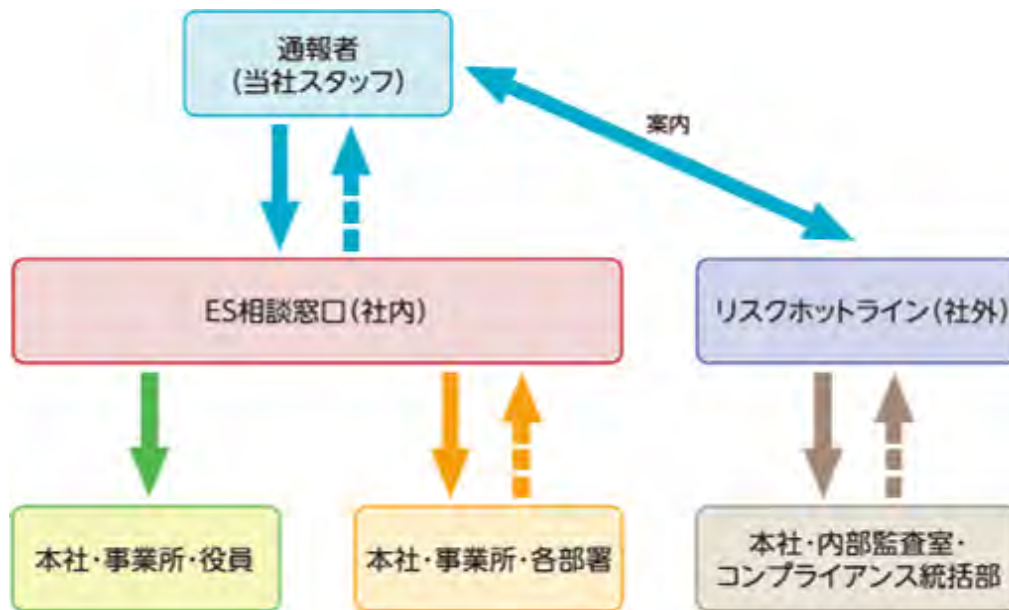 通報者
(当社スタッフ)
案内
ES相談窓口(社内)
リスクホットライン(社外)
本社・事業所・役員
本社・事業所・各部署
本社・内部監査室・
コンプライアンス統括部